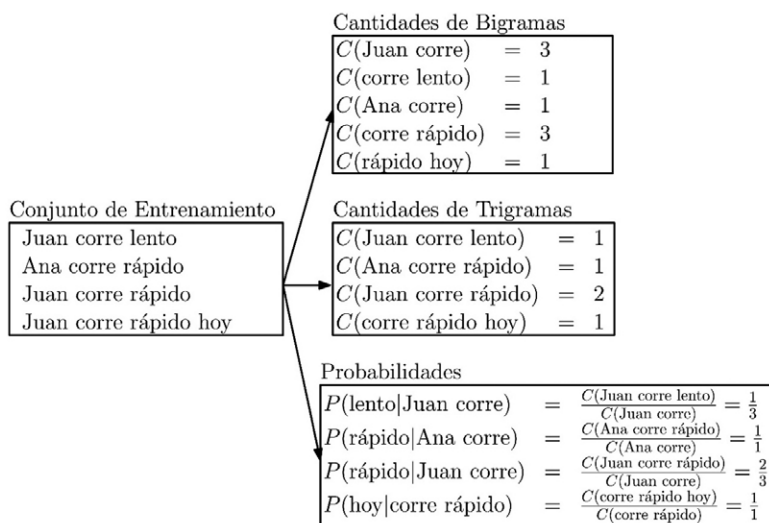 Cantidades de Bigramas
C(Juan corre) = 3
C(corre lento) = 1
C(Ana corre) = 1
C(corre rápido) = 3
C(rápido hoy) = 1
Conjunto de Entrenamiento
Juan corre lento
Ana corre rápido
Juan corre rápido
Juan corre rápido hoy
Cantidades de Trigramas
C(Juan corre lento) = 1
C(Ana corre rápido) = 1
C(Juan corre rápido) = 2
C(corre rápido hoy) = 1
Probabilidades
P(lento|Juan corre) = C(Juan corre lento)/C(Juan corre) = 1/3
P(rápido|Ana corre) = C(Ana corre rápido)/C(Ana corre) = 1/1
P(rápido|Juan corre) = C(Juan corre rápido)/C(Juan corre) = 2/3
P(hoy|corre rápido) = C(corre rápido hoy)/C(corre rápido) = 1/1